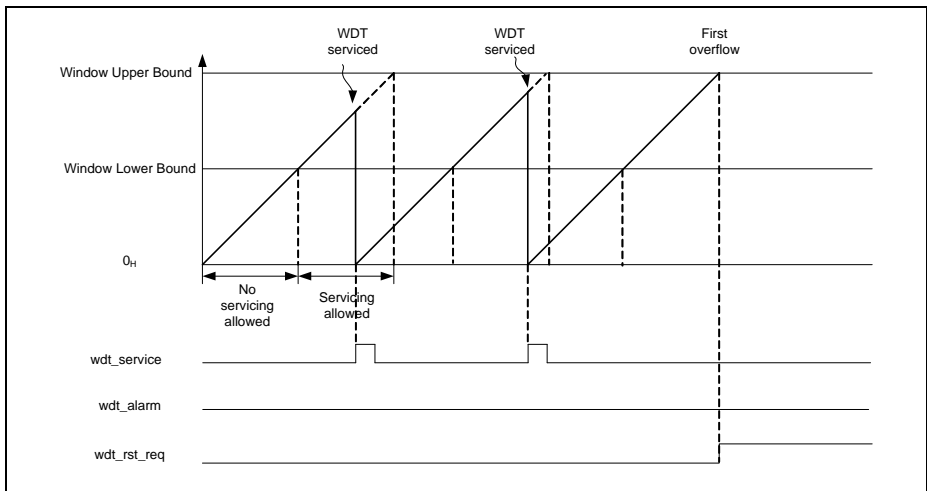 WDT
serviced
WDT
serviced
First
overflow
Window Upper Bound
Window Lower Bound
0H
No
servicing
allowed
Servicing
allowed
wdt_service
wdt_alarm
wdt_rst_req